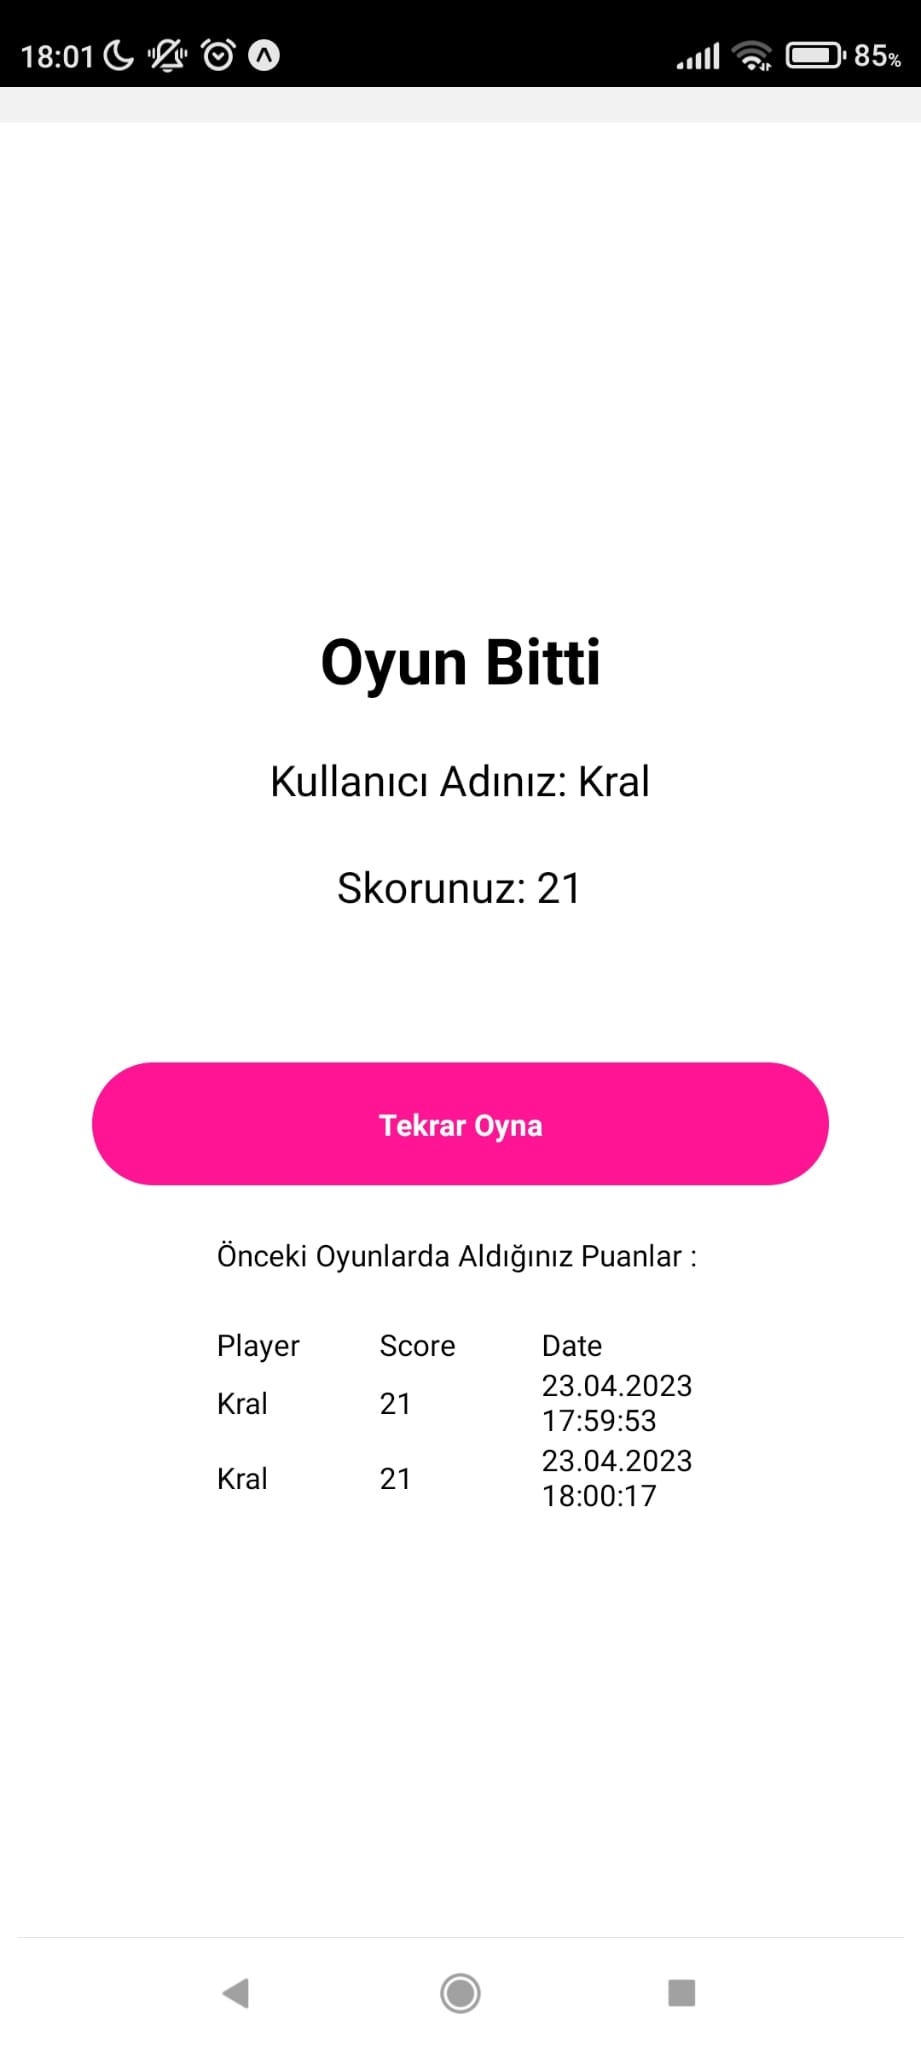 18:01 85%
Oyun Bitti
Kullanıcı Adınız: Kral
Skorunuz: 21
Tekrar Oyna
Önceki Oyunlarda Aldığınız Puanlar :
Player Score Date
Kral 21 23.04.2023
17:59:53
Kral 21 23.04.2023
18:00:17